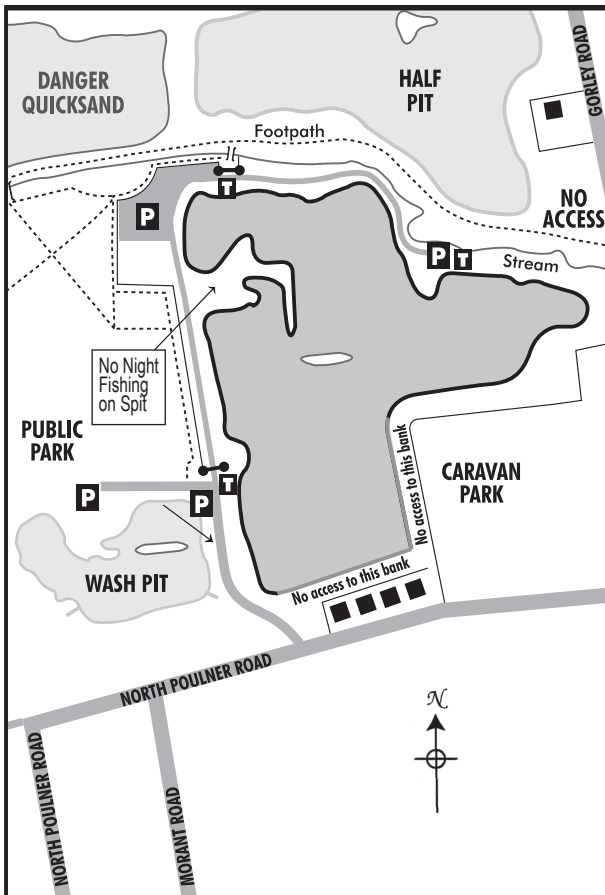 DANGER
QUICKSAND
HALF
PIT
GORLEY ROAD
Footpath
T
NO
ACCESS
P
P
T
Stream
No Night
Fishing
on Spit
PUBLIC
PARK
No access to this bank
CARAVAN
PARK
P
P
T
WASH PIT
No access to this bank
NORTH POULNER ROAD
N
NORTH POULNER ROAD
MORANT ROAD